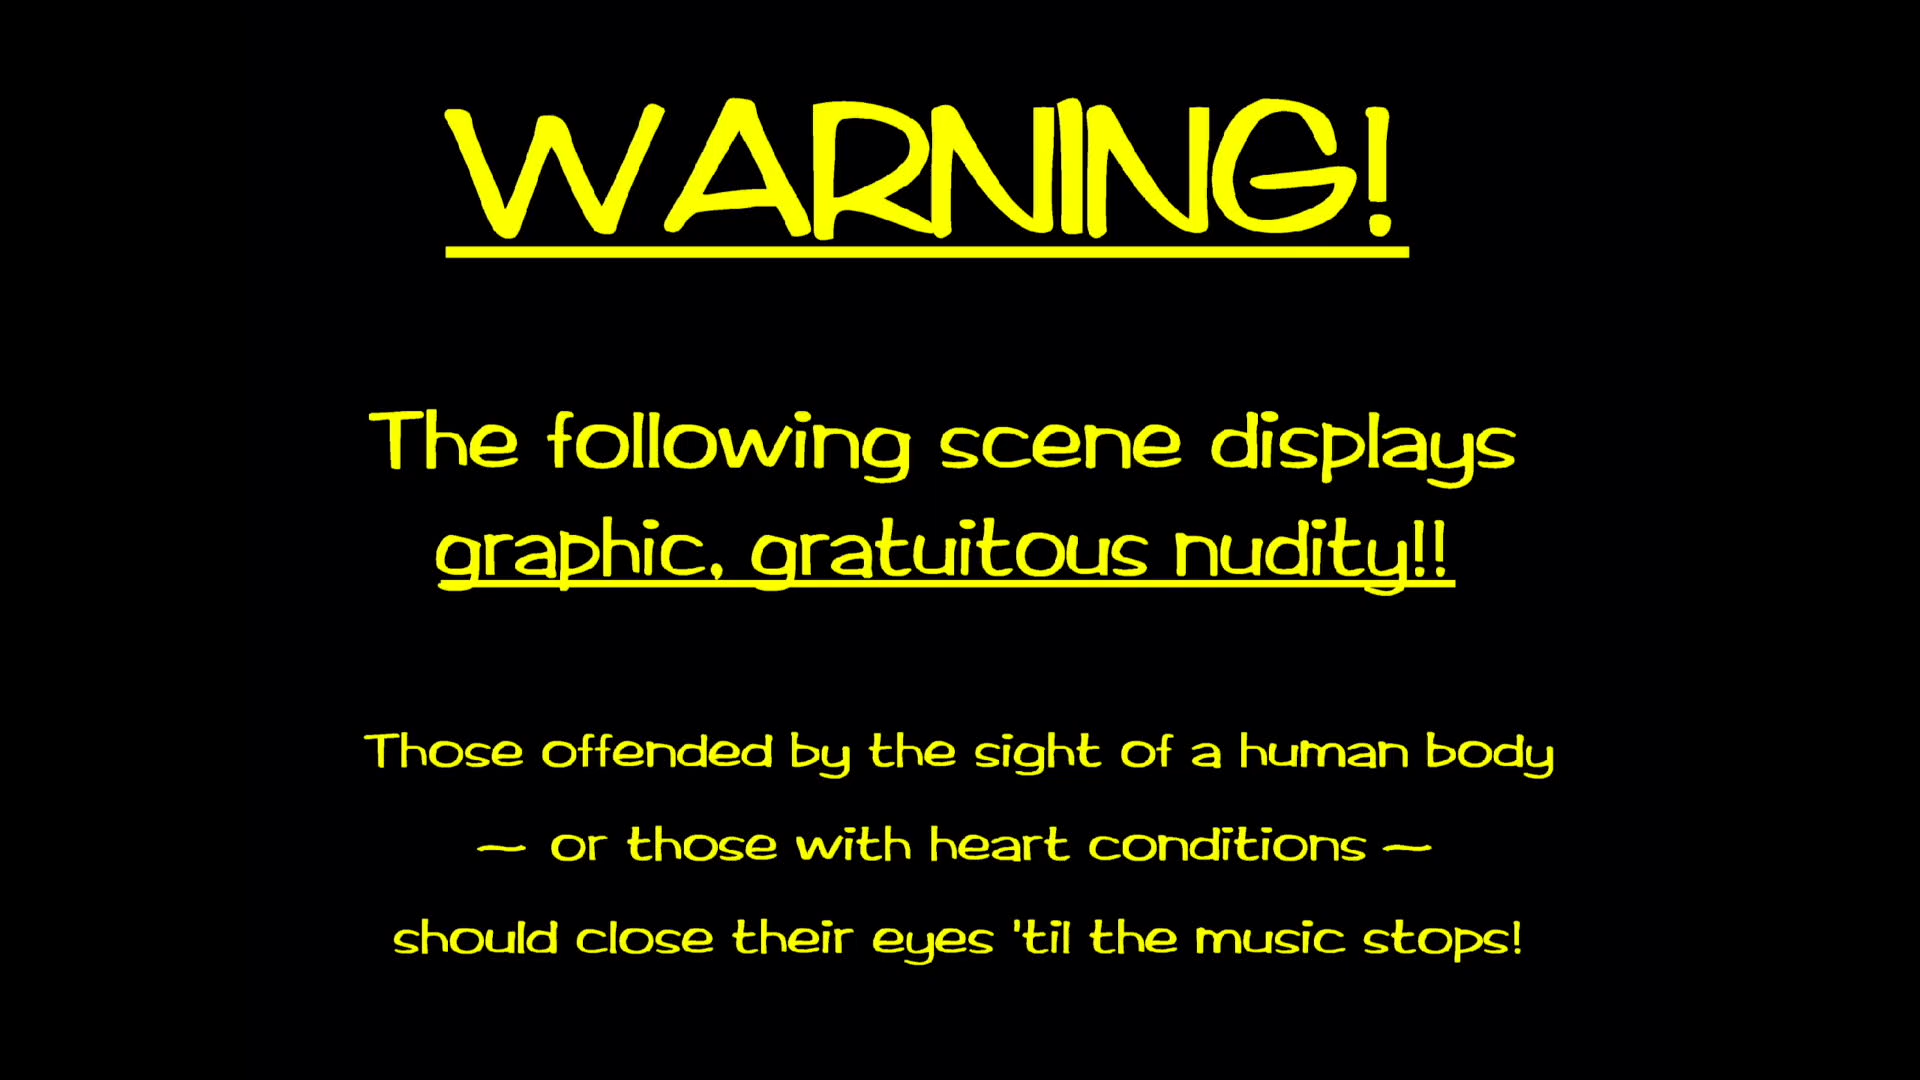 WARNING!
The following scene displays
graphic, gratuitous nudity!!
Those offended by the sight of a human body
— or those with heart conditions —
should close their eyes 'til the music stops!